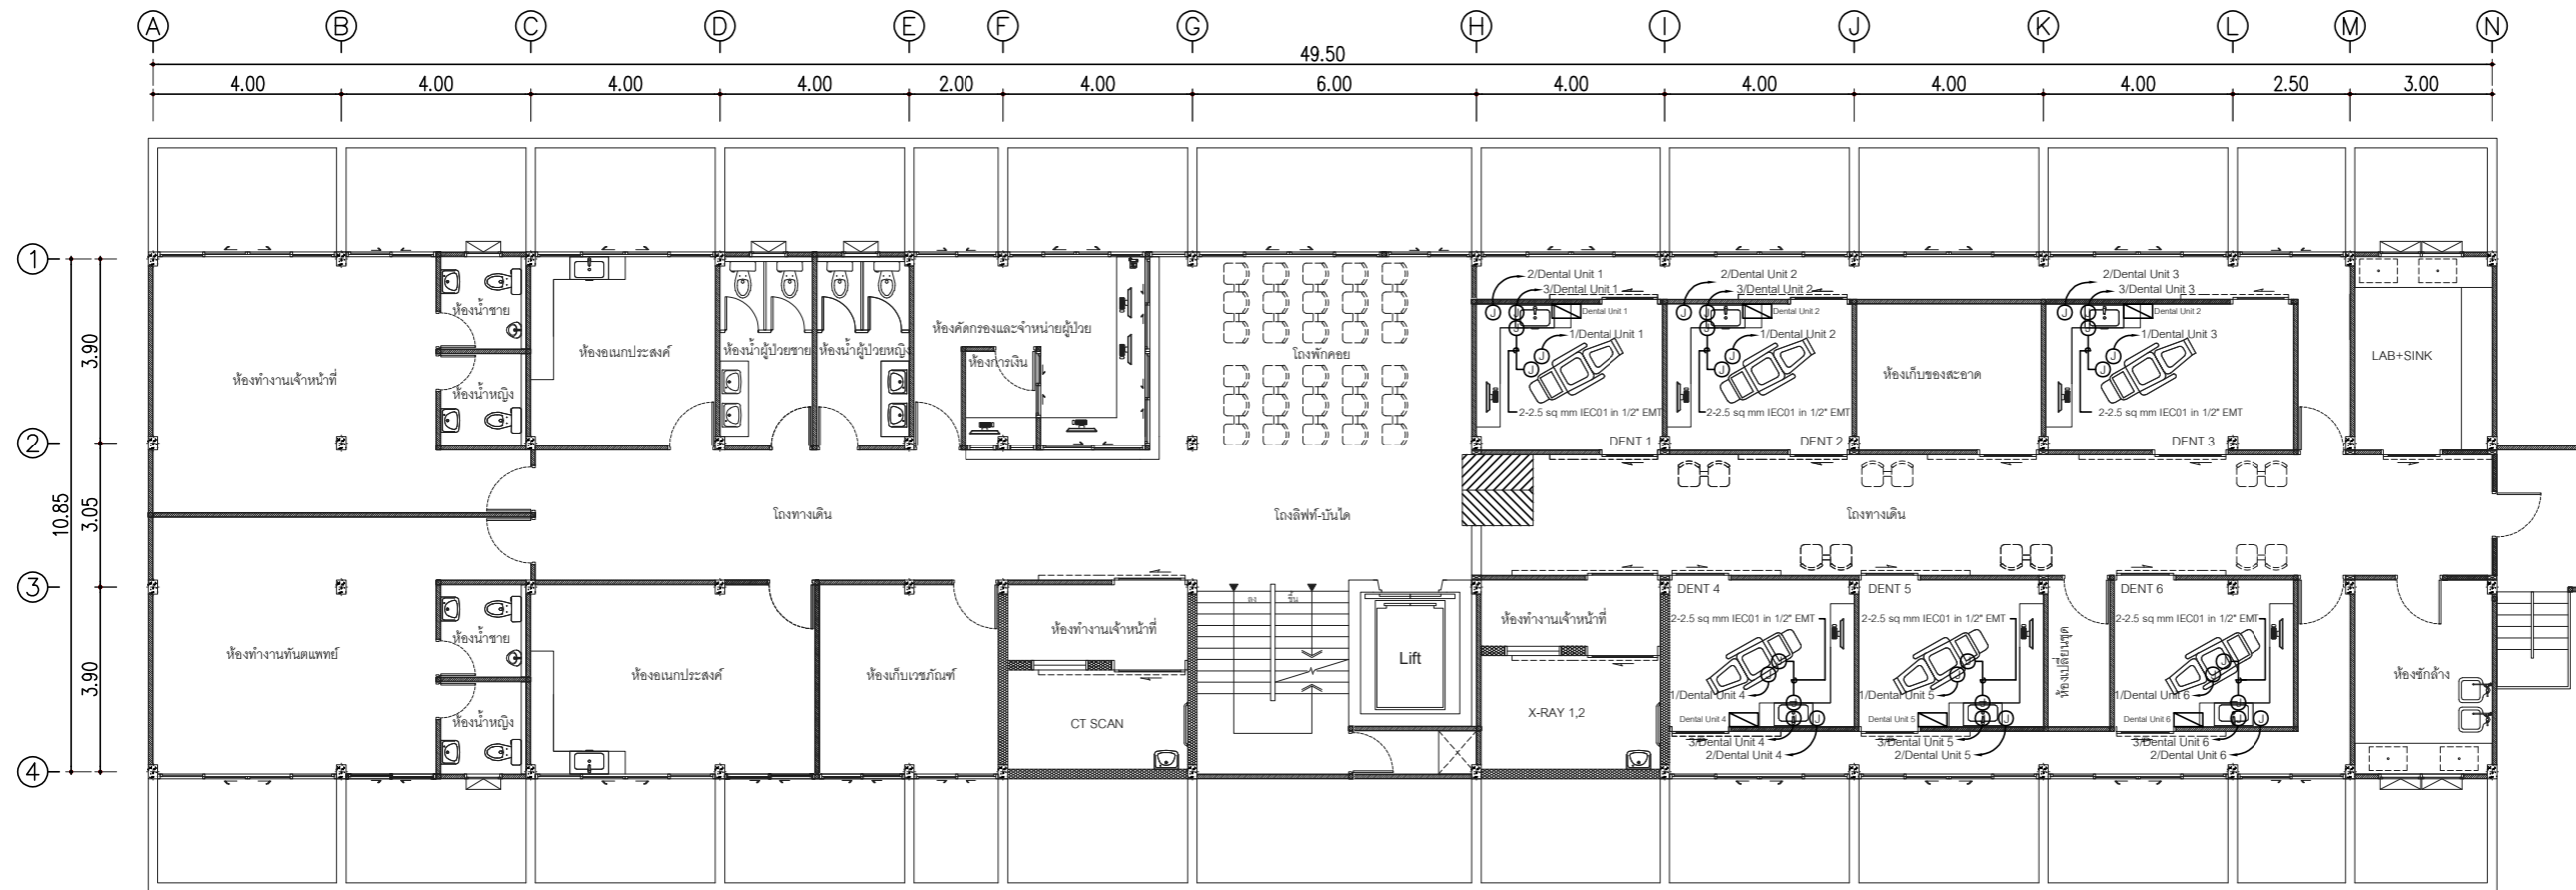 A B C D E F G H I J K L M N
49.50
4.00 4.00 4.00 4.00 2.00 4.00 6.00 4.00 4.00 4.00 4.00 2.50 3.00
1
2
3
4
10.85
3.90
3.05
3.90
ห้องทำงานเจ้าหน้าที่
ห้องน้ำชาย
ห้องน้ำหญิง
ห้องอเนกประสงค์
ห้องน้ำผู้ป่วยชาย
ห้องน้ำผู้ป่วยหญิง
ห้องคัดกรองและจำหน่ายผู้ป่วย
ห้องการเงิน
โถงพักคอย
2/Dental Unit 1
3/Dental Unit 1
Dental Unit 1
1/Dental Unit 1
J J J J J
2-2.5 sq mm IEC01 in 1/2" EMT
DENT 1
2/Dental Unit 2
3/Dental Unit 2
Dental Unit 2
1/Dental Unit 2
J J J J J
2-2.5 sq mm IEC01 in 1/2" EMT
DENT 2
ห้องเก็บของสะอาด
2/Dental Unit 3
3/Dental Unit 3
Dental Unit 2
1/Dental Unit 3
J J J J J
2-2.5 sq mm IEC01 in 1/2" EMT
DENT 3
LAB+SINK
โถงทางเดิน
โถงลิฟท์-บันได
โถงทางเดิน
ห้องทำงานทันตแพทย์
ห้องน้ำชาย
ห้องน้ำหญิง
ห้องอเนกประสงค์
ห้องเก็บเวชภัณฑ์
ห้องทำงานเจ้าหน้าที่
CT SCAN
ลง
ขึ้น
Lift
ห้องทำงานเจ้าหน้าที่
X-RAY 1,2
DENT 4
2-2.5 sq mm IEC01 in 1/2" EMT
J J J J J
1/Dental Unit 4
Dental Unit 4
3/Dental Unit 4
2/Dental Unit 4
DENT 5
2-2.5 sq mm IEC01 in 1/2" EMT
J J J J J
1/Dental Unit 5
Dental Unit 5
3/Dental Unit 5
2/Dental Unit 5
ห้องเปลี่ยนชุด
DENT 6
2-2.5 sq mm IEC01 in 1/2" EMT
J J J J J
1/Dental Unit 6
Dental Unit 6
3/Dental Unit 6
2/Dental Unit 6
ห้องซักล้าง